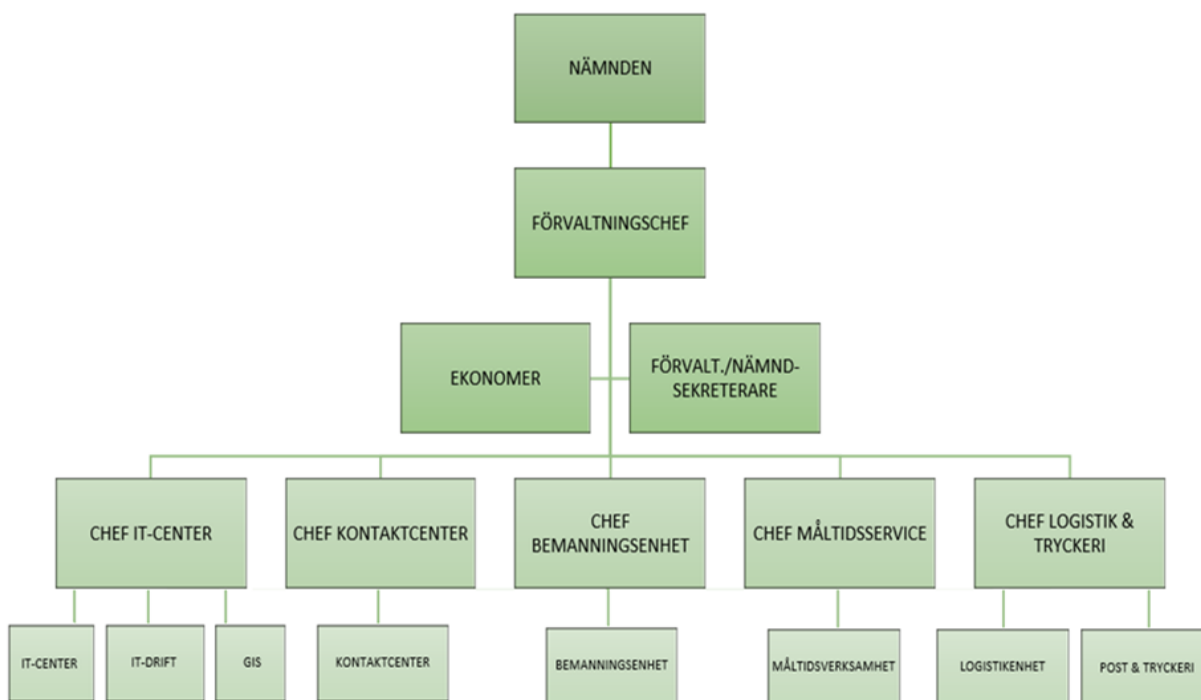 NÄMNDEN
FÖRVALTNINGSCHEF
EKONOMER
FÖRVALT./NÄMND-
SEKRETERARE
CHEF IT-CENTER
CHEF KONTAKTCENTER
CHEF
BEMANNINGSENHET
CHEF MÅLTIDSSERVICE
CHEF LOGISTIK &
TRYCKERI
IT-CENTER
IT-DRIFT
GIS
KONTAKTCENTER
BEMANNINGSENHET
MÅLTIDSVERKSAMHET
LOGISTIKENHET
POST & TRYCKERI